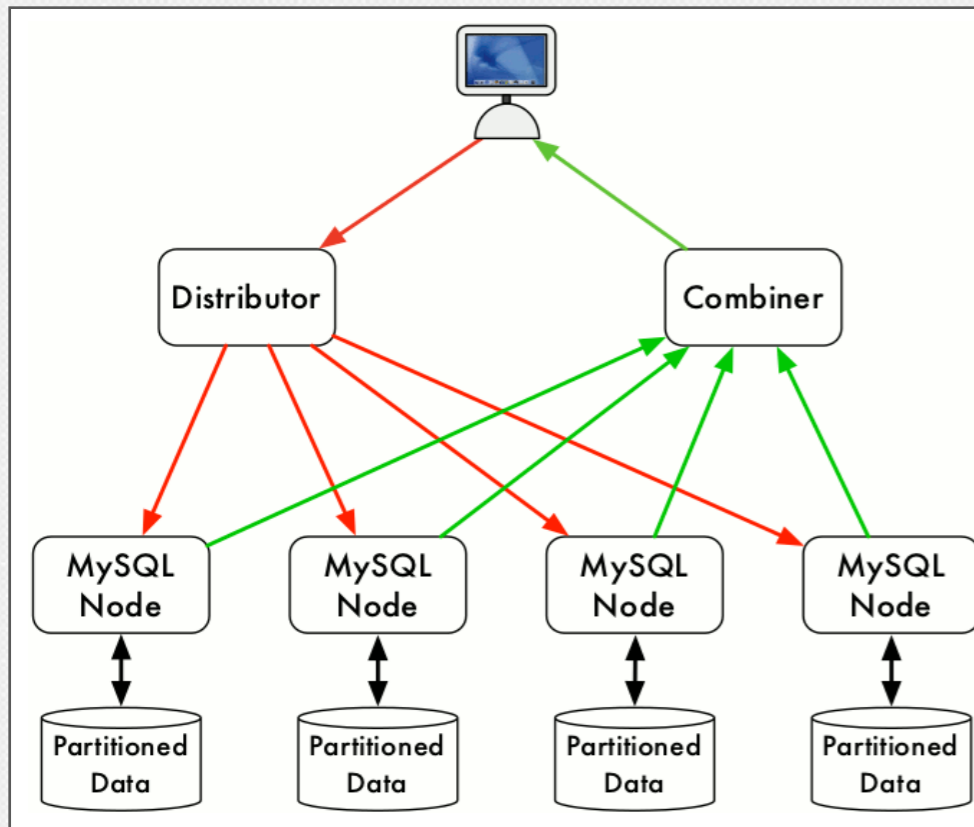 Distributor
Combiner
MySQL
Node
MySQL
Node
MySQL
Node
MySQL
Node
Partitioned
Data
Partitioned
Data
Partitioned
Data
Partitioned
Data